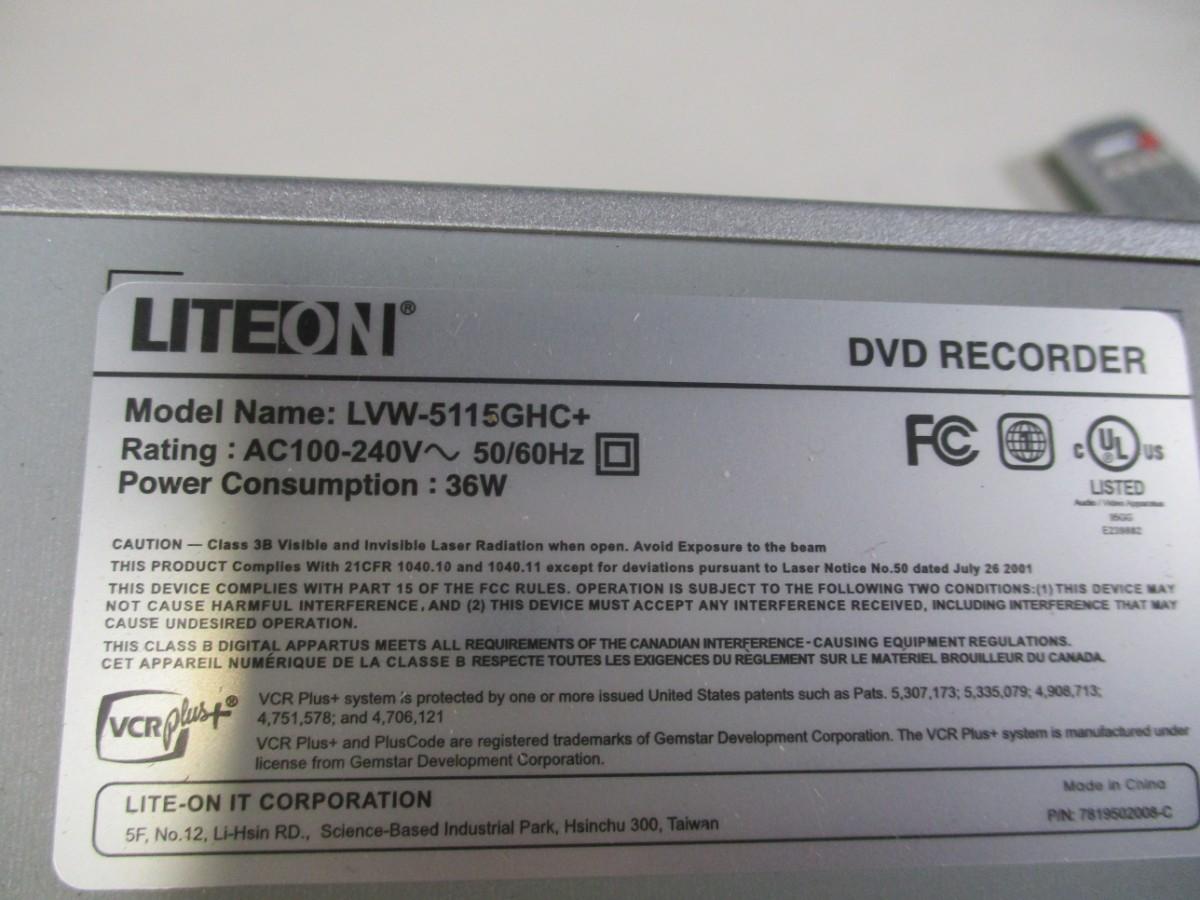 LITEON®
DVD RECORDER
Model Name: LVW-5115GHC+
Rating : AC100-240V～ 50/60Hz
Power Consumption : 36W
FC
c UL US
®
LISTED
Audio / Video Apparatus
95GG
CAUTION — Class 3B Visible and Invisible Laser Radiation when open. Avoid Exposure to the beam
THIS PRODUCT Complies With 21CFR 1040.10 and 1040.11 except for deviations pursuant to Laser Notice No.50 dated July 26 2001
THIS DEVICE COMPLIES WITH PART 15 OF THE FCC RULES. OPERATION IS SUBJECT TO THE FOLLOWING TWO CONDITIONS:(1) THIS DEVICE MAY
NOT CAUSE HARMFUL INTERFERENCE, AND (2) THIS DEVICE MUST ACCEPT ANY INTERFERENCE RECEIVED, INCLUDING INTERFERENCE THAT MAY
CAUSE UNDESIRED OPERATION.
THIS CLASS B DIGITAL APPARTUS MEETS ALL REQUIREMENTS OF THE CANADIAN INTERFERENCE-CAUSING EQUIPMENT REGULATIONS.
CET APPAREIL NUMÉRIQUE DE LA CLASSE B RESPECTE TOUTES LES EXIGENCES DU RÈGLEMENT SUR LE MATERIEL BROUILLEUR DU CANADA.
VCR plus+®
VCR Plus+ system is protected by one or more issued United States patents such as Pats. 5,307,173; 5,335,079; 4,908,713;
4,751,578; and 4,706,121
VCR Plus+ and PlusCode are registered trademarks of Gemstar Development Corporation. The VCR Plus+ system is manufactured under
license from Gemstar Development Corporation.
LITE-ON IT CORPORATION
5F, No.12, Li-Hsin RD., Science-Based Industrial Park, Hsinchu 300, Taiwan
Made in China
P/N: 7819502008-C